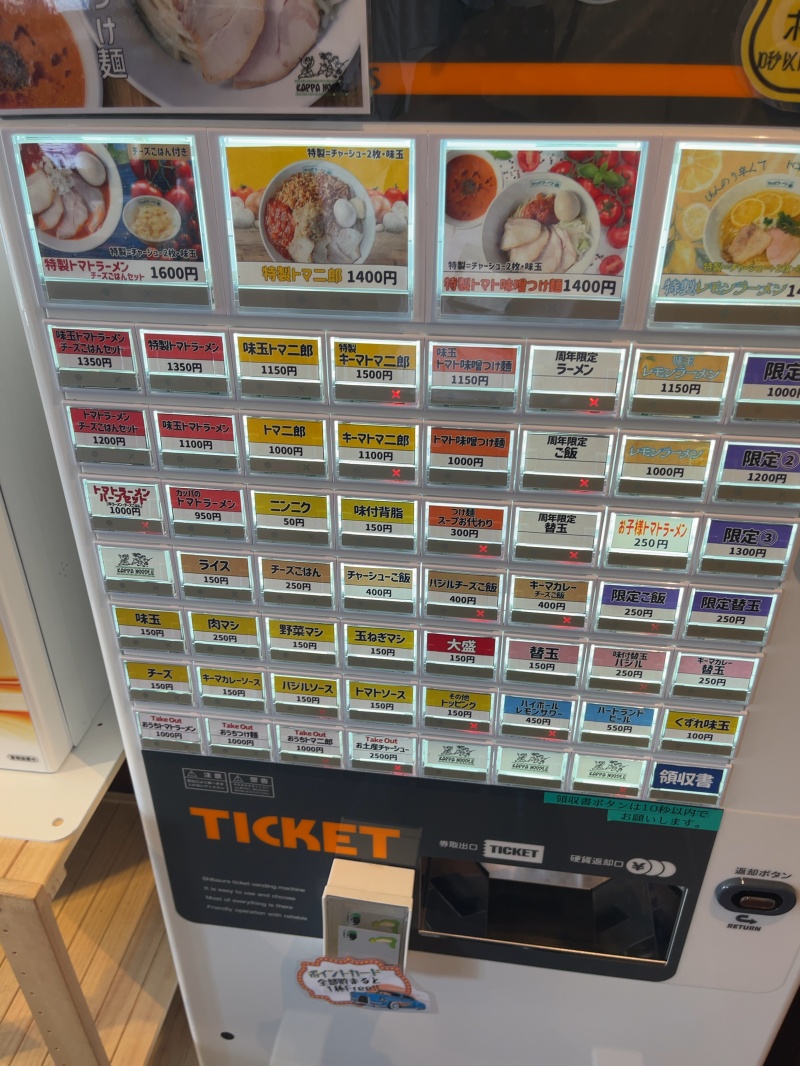 つけ麺
KAPPA NOODLE
チーズごはん付き
特製=チャーシュー2枚・味玉
特製トマトラーメン
チーズごはんセット 1600円
特製=チャーシュー2枚・味玉
特製トマ二郎 1400円
特製=チャーシュー2枚・味玉
特製トマト味噌つけ麺 1400円
特製レモンラーメン
味玉トマトラーメン
チーズごはんセット
1350円
特製トマトラーメン
1350円
味玉トマ二郎
1150円
特製
キーマトマ二郎
1500円
味玉
トマト味噌つけ麺
1150円
周年限定
ラーメン
味玉
レモンラーメン
1150円
限定
1000円
トマトラーメン
チーズごはんセット
1200円
味玉トマトラーメン
1100円
トマ二郎
1000円
キーマトマ二郎
1100円
トマト味噌つけ麺
1000円
周年限定
ご飯
レモンラーメン
1000円
限定②
1200円
トマトラーメン
1000円
カッパの
トマトラーメン
950円
ニンニク
50円
味付背脂
150円
つけ麺
スープお代わり
300円
周年限定
替玉
お子様トマトラーメン
250円
限定③
1300円
KAPPA NOODLE
ライス
150円
チーズごはん
250円
チャーシューご飯
400円
バジルチーズご飯
400円
キーマカレー
チーズご飯
400円
限定ご飯
250円
限定替玉
250円
味玉
150円
肉マシ
250円
野菜マシ
150円
玉ねぎマシ
150円
大盛
150円
替玉
150円
味付替玉
バジル
250円
キーマカレー
替玉
250円
チーズ
150円
キーマカレーソース
150円
バジルソース
150円
トマトソース
150円
その他
トッピング
150円
ハイボール
レモンサワー
450円
ハートランド
ビール
550円
くずれ味玉
100円
Take Out
おうちトマトラーメン
1000円
Take Out
おうちつけ麺
1000円
Take Out
おうちトマ二郎
1000円
Take Out
お土産チャーシュー
2500円
KAPPA NOODLE
KAPPA NOODLE
KAPPA NOODLE
領収書
領収書ボタンは10秒以内で
お願いします。
注意
警告
TICKET
Shibaura ticket vending machine
It is easy to use and choose
Most of everything is there
Friendly operation with reliable
券取出口 TICKET
硬貨返却口 ¥
返却ボタン
RETURN